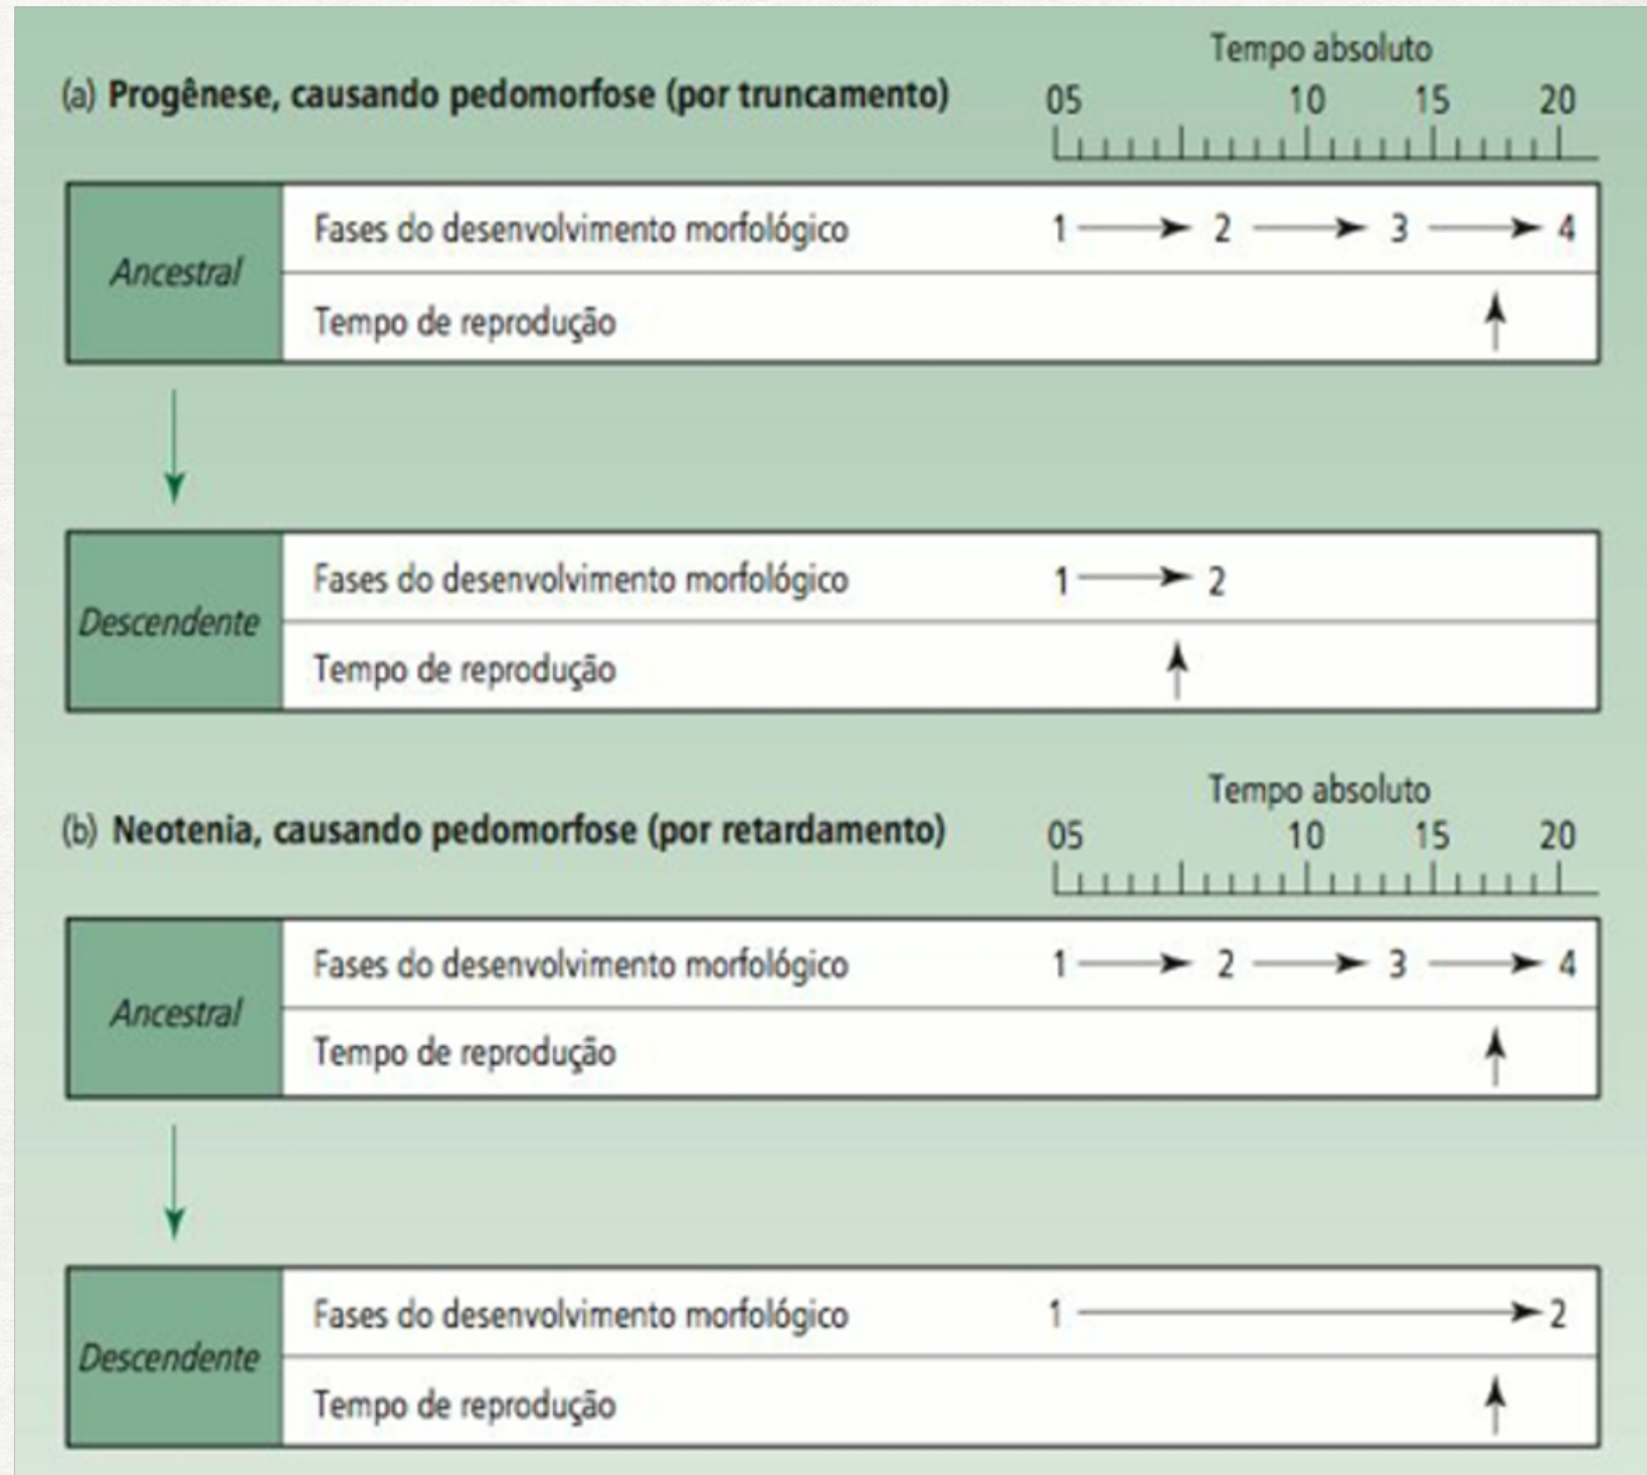 Tempo absoluto
(a) Progênese, causando pedomorfose (por truncamento) 05 10 15 20
Fases do desenvolvimento morfológico 1 2 3 4
Ancestral
Tempo de reprodução
Fases do desenvolvimento morfológico 1 2
Descendente
Tempo de reprodução
Tempo absoluto
(b) Neotenia, causando pedomorfose (por retardamento) 05 10 15 20
Fases do desenvolvimento morfológico 1 2 3 4
Ancestral
Tempo de reprodução
Fases do desenvolvimento morfológico 1 2
Descendente
Tempo de reprodução